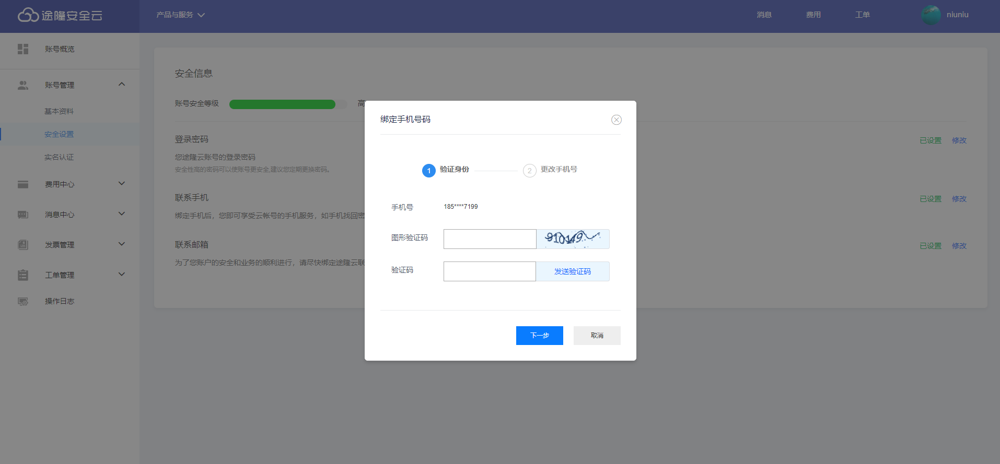 途隆安全云
产品与服务
消息
费用
工单
niuniu
账号概览
账号管理
基本资料
安全设置
实名认证
费用中心
消息中心
发票管理
工单管理
操作日志
安全信息
账号安全等级
高
登录密码
已设置 修改
您途隆云账号的登录密码
安全性高的密码可以使账号更安全,建议您定期更换密码。
联系手机
已设置 修改
绑定手机后，您即可享受云帐号的手机服务，如手机找回密
联系邮箱
已设置 修改
为了您账户的安全和业务的顺利进行，请尽快绑定途隆云联
绑定手机号码
1 验证身份
2 更改手机号
手机号 185****7199
图形验证码
910149
验证码
发送验证码
下一步
取消